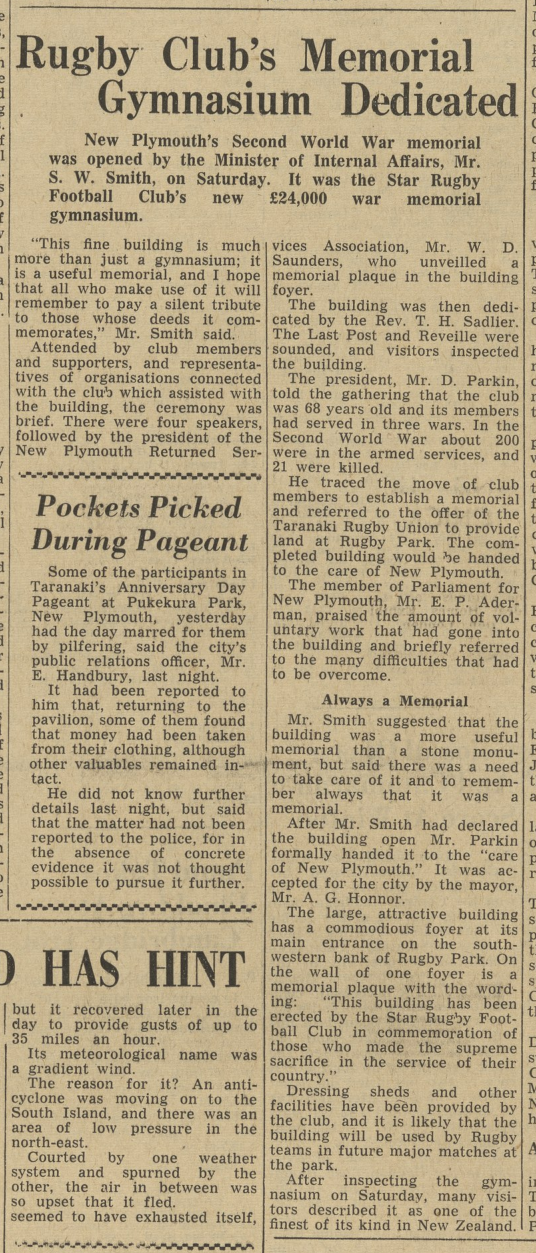 Rugby Club's Memorial
Gymnasium Dedicated
New Plymouth's Second World War memorial
was opened by the Minister of Internal Affairs, Mr.
S. W. Smith, on Saturday. It was the Star Rugby
Football Club's new £24,000 war memorial
gymnasium.
"This fine building is much
more than just a gymnasium; it
is a useful memorial, and I hope
that all who make use of it will
remember to pay a silent tribute
to those whose deeds it com-
memorates," Mr. Smith said.
Attended by club members
and supporters, and representa-
tives of organisations connected
with the club which assisted with
the building, the ceremony was
brief. There were four speakers,
followed by the president of the
New Plymouth Returned Ser-
vices Association, Mr. W. D.
Saunders, who unveiled a
memorial plaque in the building
foyer.
The building was then dedi-
cated by the Rev. T. H. Sadlier.
The Last Post and Reveille were
sounded, and visitors inspected
the building.
The president, Mr. D. Parkin,
told the gathering that the club
was 68 years old and its members
had served in three wars. In the
Second World War about 200
were in the armed services, and
21 were killed.
He traced the move of club
members to establish a memorial
and referred to the offer of the
Taranaki Rugby Union to provide
land at Rugby Park. The com-
pleted building would be handed
to the care of New Plymouth.
The member of Parliament for
New Plymouth, Mr. E. P. Ader-
man, praised the amount of vol-
untary work that had gone into
the building and briefly referred
to the many difficulties that had
to be overcome.
Always a Memorial
Mr. Smith suggested that the
building was a more useful
memorial than a stone monu-
ment, but said there was a need
to take care of it and to remem-
ber always that it was a
memorial.
After Mr. Smith had declared
the building open Mr. Parkin
formally handed it to the "care
of New Plymouth." It was ac-
cepted for the city by the mayor,
Mr. A. G. Honnor.
The large, attractive building
has a commodious foyer at its
main entrance on the south-
western bank of Rugby Park. On
the wall of one foyer is a
memorial plaque with the word-
ing: "This building has been
erected by the Star Rugby Foot-
ball Club in commemoration of
those who made the supreme
sacrifice in the service of their
country."
Dressing sheds and other
facilities have been provided by
the club, and it is likely that the
building will be used by Rugby
teams in future major matches at
the park.
After inspecting the gym-
nasium on Saturday, many visi-
tors described it as one of the
finest of its kind in New Zealand.
Pockets Picked
During Pageant
Some of the participants in
Taranaki's Anniversary Day
Pageant at Pukekura Park,
New Plymouth, yesterday
had the day marred for them
by pilfering, said the city's
public relations officer, Mr.
E. Handbury, last night.
It had been reported to
him that, returning to the
pavilion, some of them found
that money had been taken
from their clothing, although
other valuables remained in-
tact.
He did not know further
details last night, but said
that the matter had not been
reported to the police, for in
the absence of concrete
evidence it was not thought
possible to pursue it further.
HAS HINT
but it recovered later in the
day to provide gusts of up to
35 miles an hour.
Its meteorological name was
a gradient wind.
The reason for it? An anti-
cyclone was moving on to the
South Island, and there was an
area of low pressure in the
north-east.
Courted by one weather
system and spurned by the
other, the air in between was
so upset that it fled.
seemed to have exhausted itself,